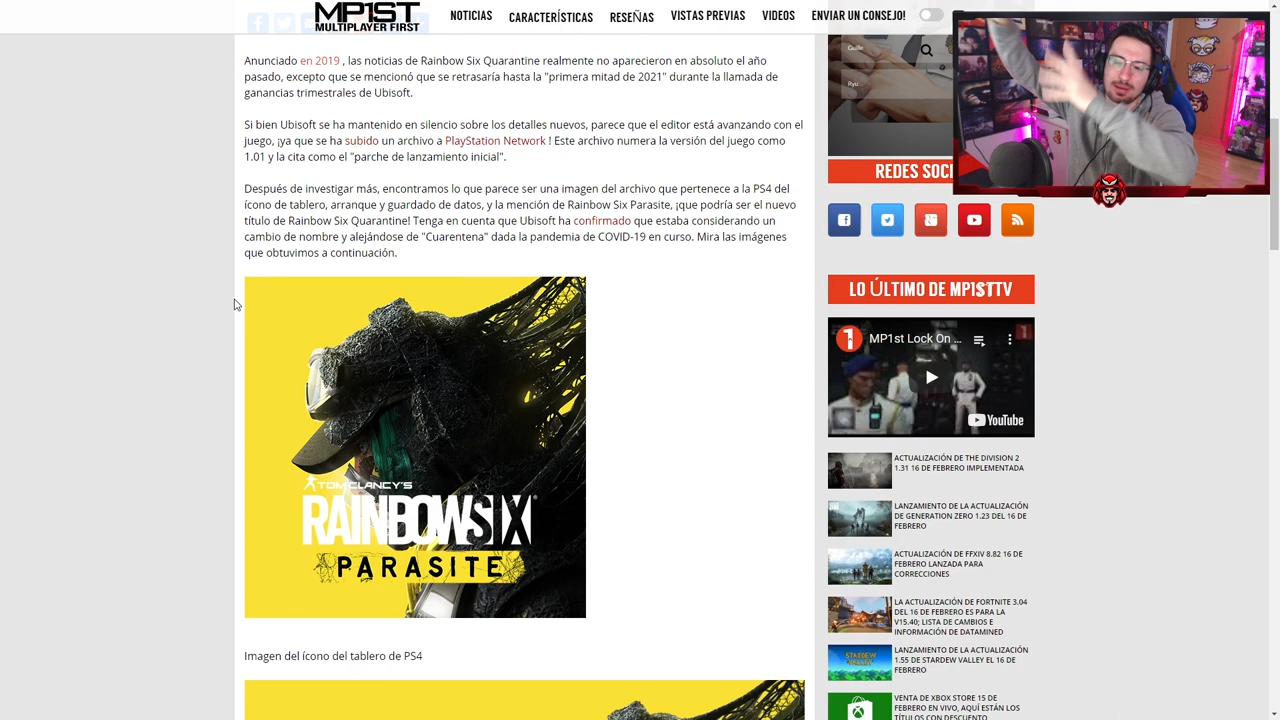 MP1ST
MULTIPLAYER FIRST
NOTICIAS
CARACTERÍSTICAS
RESEÑAS
VISTAS PREVIAS
VIDEOS
ENVIAR UN CONSEJO!
Anunciado en 2019 , las noticias de Rainbow Six Quarantine realmente no aparecieron en absoluto el año
pasado, excepto que se mencionó que se retrasaría hasta la "primera mitad de 2021" durante la llamada de
ganancias trimestrales de Ubisoft.
Si bien Ubisoft se ha mantenido en silencio sobre los detalles nuevos, parece que el editor está avanzando con el
juego, ¡ya que se ha subido un archivo a PlayStation Network ! Este archivo numera la versión del juego como
1.01 y la cita como el "parche de lanzamiento inicial".
Después de investigar más, encontramos lo que parece ser una imagen del archivo que pertenece a la PS4 del
ícono de tablero, arranque y guardado de datos, y la mención de Rainbow Six Parasite, ¡que podría ser el nuevo
título de Rainbow Six Quarantine! Tenga en cuenta que Ubisoft ha confirmado que estaba considerando un
cambio de nombre y alejándose de "Cuarentena" dada la pandemia de COVID-19 en curso. Mira las imágenes
que obtuvimos a continuación.
TOM CLANCY'S
RAINBOWSIX
PARASITE
Imagen del ícono del tablero de PS4
Guille
Ryu...
REDES SOCI
LO ÚLTIMO DE MP1STTV
MP1st Lock On ...
YouTube
ACTUALIZACIÓN DE THE DIVISION 2
1.31 16 DE FEBRERO IMPLEMENTADA
LANZAMIENTO DE LA ACTUALIZACIÓN
DE GENERATION ZERO 1.23 DEL 16 DE
FEBRERO
ACTUALIZACIÓN DE FFXIV 8.82 16 DE
FEBRERO LANZADA PARA
CORRECCIONES
LA ACTUALIZACIÓN DE FORTNITE 3.04
DEL 16 DE FEBRERO ES PARA LA
V15.40; LISTA DE CAMBIOS E
INFORMACIÓN DE DATAMINED
STARDEW
VALLEY
LANZAMIENTO DE LA ACTUALIZACIÓN
1.55 DE STARDEW VALLEY EL 16 DE
FEBRERO
VENTA DE XBOX STORE 15 DE
FEBRERO EN VIVO, AQUÍ ESTÁN LOS
TÍTULOS CON DESCUENTO